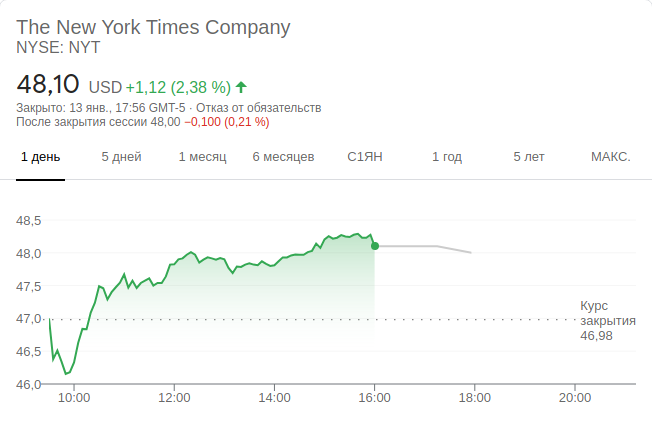 The New York Times Company
NYSE: NYT
48,10 USD +1,12 (2,38 %)
Закрыто: 13 янв., 17:56 GMT-5 · Отказ от обязательств
После закрытия сессии 48,00 −0,100 (0,21 %)
1 день 5 дней 1 месяц 6 месяцев С1ЯН 1 год 5 лет МАКС.
48,5
48,0
47,5
47,0
46,5
46,0
Курс
закрытия
46,98
10:00 12:00 14:00 16:00 18:00 20:00